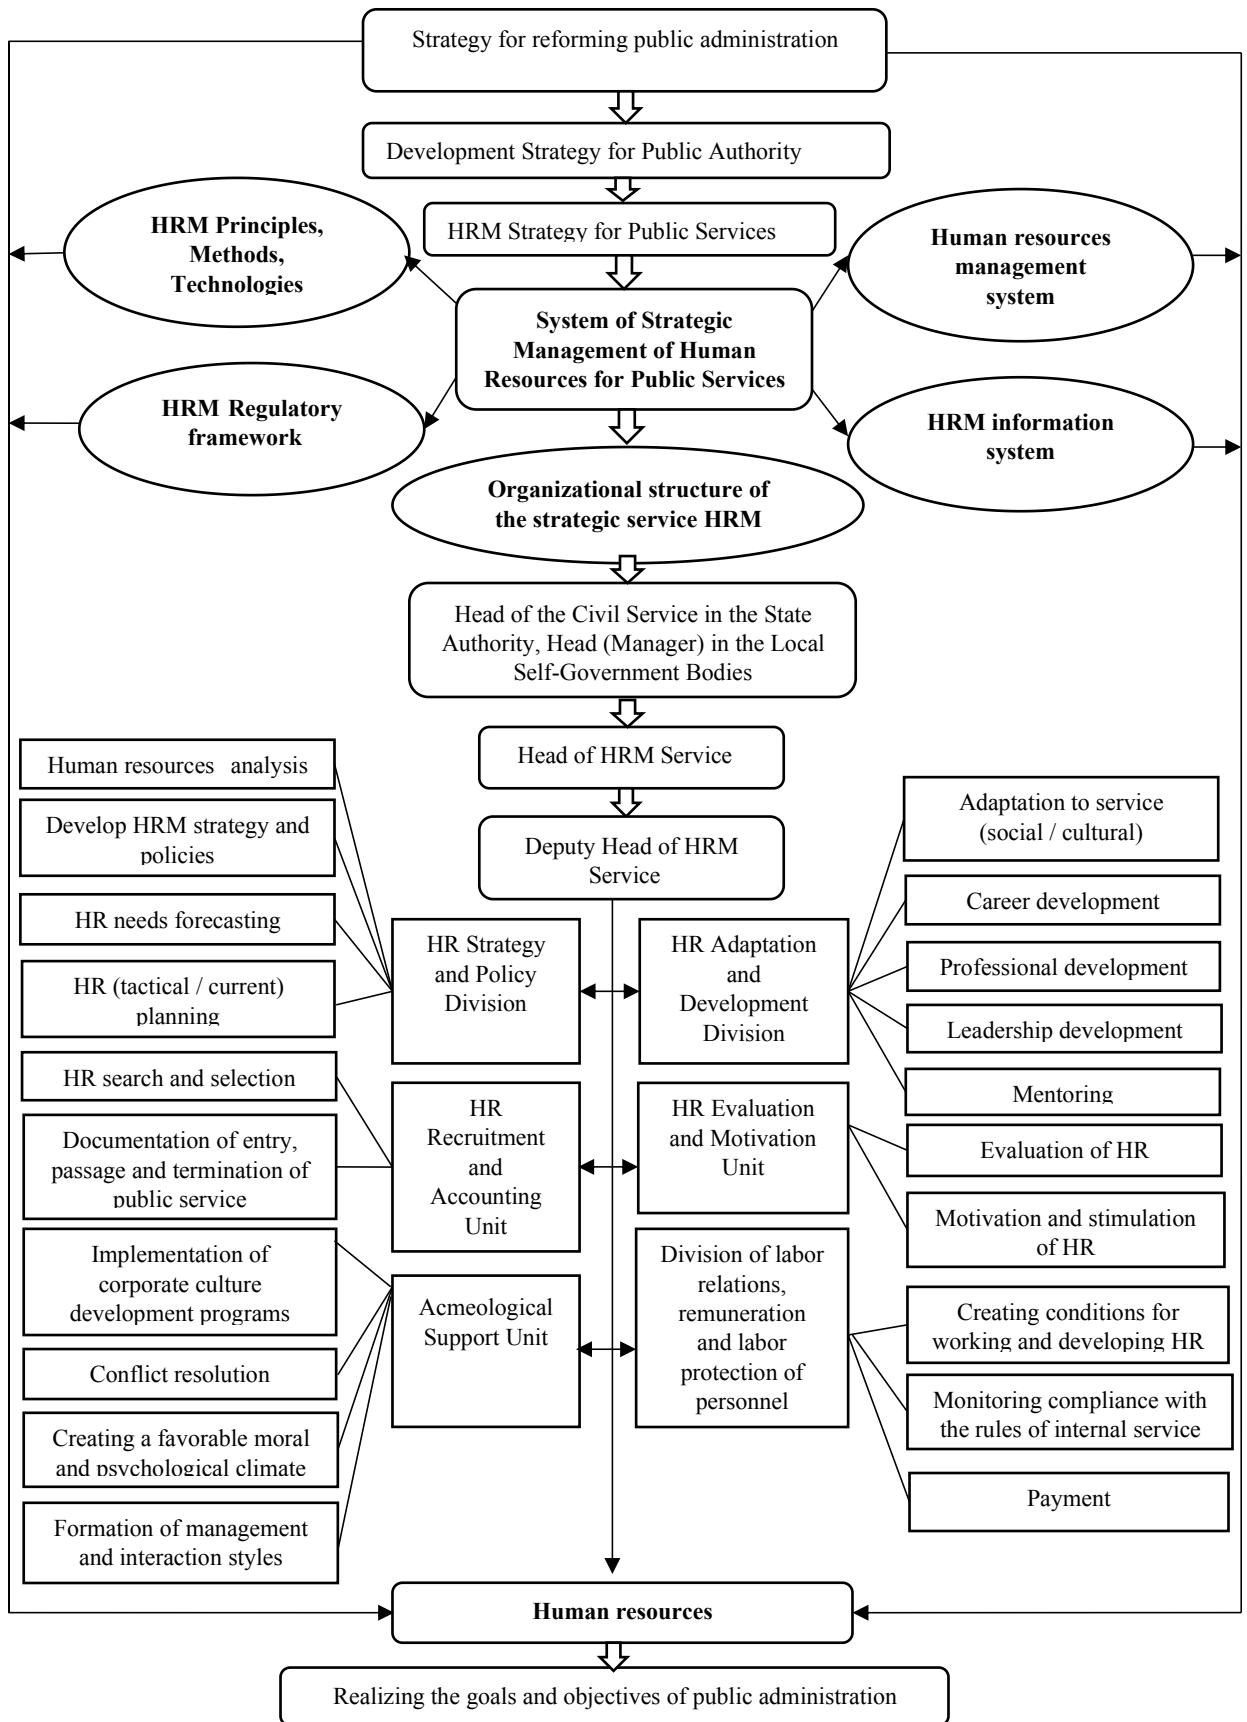 Strategy for reforming public administration
Development Strategy for Public Authority
HRM Strategy for Public Services
HRM Principles,
Methods,
Technologies
Human resources
management
system
System of Strategic
Management of Human
Resources for Public Services
HRM Regulatory
framework
HRM information
system
Organizational structure of
the strategic service HRM
Head of the Civil Service in the State
Authority, Head (Manager) in the Local
Self-Government Bodies
Head of HRM Service
Deputy Head of HRM
Service
Human resources analysis
Develop HRM strategy and
policies
HR needs forecasting
HR (tactical / current)
planning
HR Strategy
and Policy
Division
HR Adaptation
and
Development
Division
Adaptation to service
(social / cultural)
Career development
Professional development
Leadership development
Mentoring
HR search and selection
Documentation of entry,
passage and termination of
public service
HR
Recruitment
and
Accounting
Unit
HR Evaluation
and Motivation
Unit
Evaluation of HR
Motivation and stimulation
of HR
Implementation of
corporate culture
development programs
Conflict resolution
Creating a favorable moral
and psychological climate
Formation of management
and interaction styles
Acmeological
Support Unit
Division of labor
relations,
remuneration
and labor
protection of
personnel
Creating conditions for
working and developing HR
Monitoring compliance with
the rules of internal service
Payment
Human resources
Realizing the goals and objectives of public administration